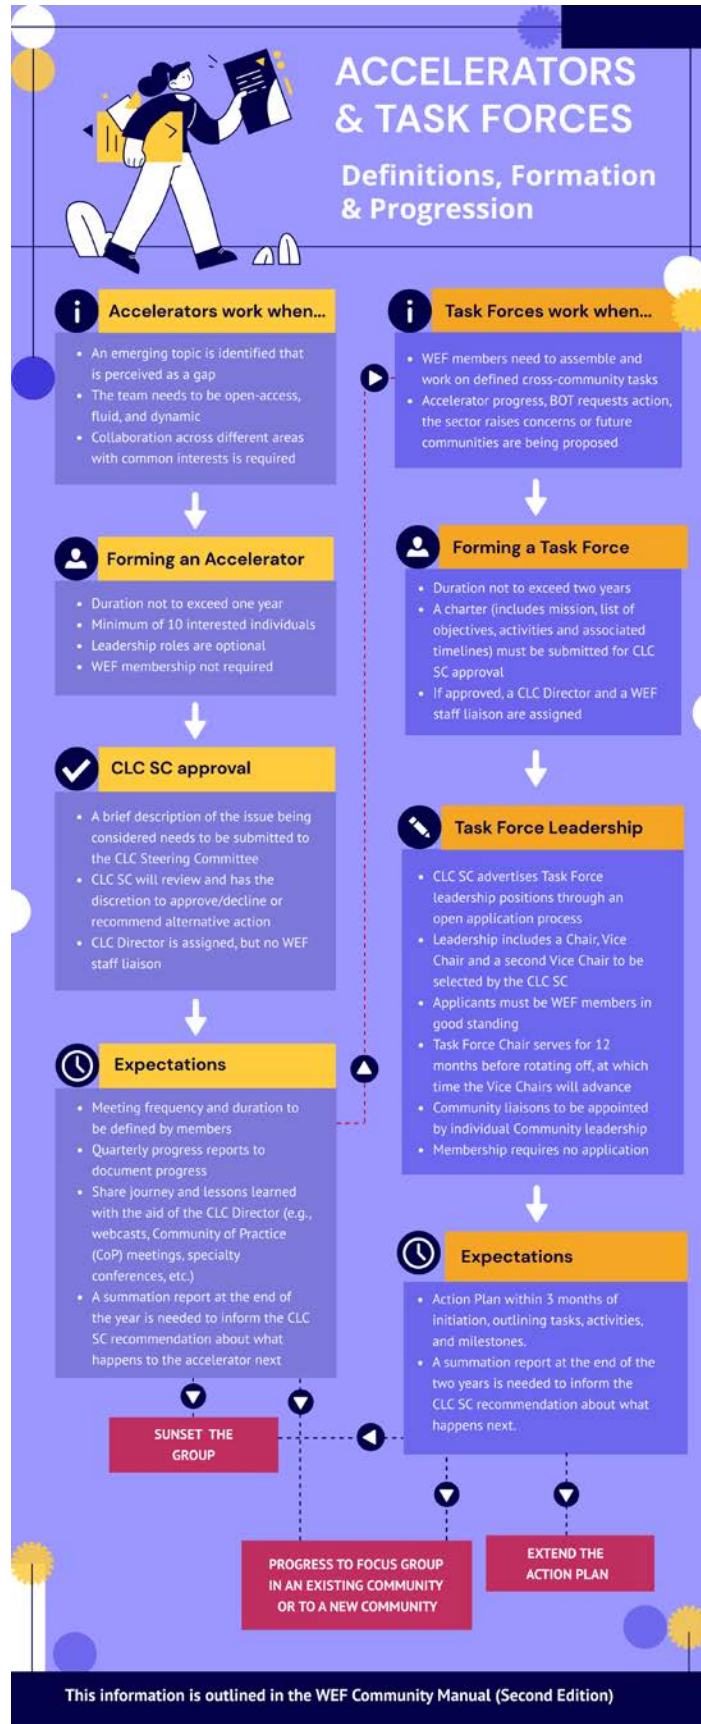 ACCELERATORS
& TASK FORCES
Definitions, Formation
& Progression
Accelerators work when...
• An emerging topic is identified that
is perceived as a gap
• The team needs to be open-access,
fluid, and dynamic
• Collaboration across different areas
with common interests is required
Forming an Accelerator
• Duration not to exceed one year
• Minimum of 10 interested individuals
• Leadership roles are optional
• WEF membership not required
CLC SC approval
• A brief description of the issue being
considered needs to be submitted to
the CLC Steering Committee
• CLC SC will review and has the
discretion to approve/decline or
recommend alternative action
• CLC Director is assigned, but no WEF
staff liaison
Expectations
• Meeting frequency and duration to
be defined by members
• Quarterly progress reports to
document progress
• Share journey and lessons learned
with the aid of the CLC Director (e.g.,
webcasts, Community of Practice
(CoP) meetings, specialty
conferences, etc.)
• A summation report at the end of
the year is needed to inform the CLC
SC recommendation about what
happens to the accelerator next
Task Forces work when...
• WEF members need to assemble and
work on defined cross-community tasks
• Accelerator progress, BOT requests action,
the sector raises concerns or future
communities are being proposed
Forming a Task Force
• Duration not to exceed two years
• A charter (includes mission, list of
objectives, activities and associated
timelines) must be submitted for CLC
SC approval
• If approved, a CLC Director and a WEF
staff liaison are assigned
Task Force Leadership
• CLC SC advertises Task Force
leadership positions through an
open application process
• Leadership includes a Chair, Vice
Chair and a second Vice Chair to be
selected by the CLC SC
• Applicants must be WEF members in
good standing
• Task Force Chair serves for 12
months before rotating off, at which
time the Vice Chairs will advance
• Community liaisons to be appointed
by individual Community leadership
• Membership requires no application
Expectations
• Action Plan within 3 months of
initiation, outlining tasks, activities,
and milestones.
• A summation report at the end of the
two years is needed to inform the
CLC SC recommendation about what
happens next.
SUNSET THE
GROUP
PROGRESS TO FOCUS GROUP
IN AN EXISTING COMMUNITY
OR TO A NEW COMMUNITY
EXTEND THE
ACTION PLAN
This information is outlined in the WEF Community Manual (Second Edition)